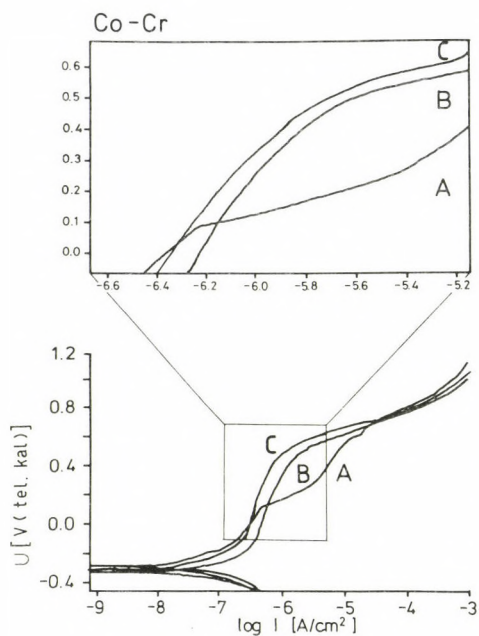 Co-Cr
0.6
0.5
0.4
0.3
0.2
0.1
0.0
C
B
A
-6.6 -6.4 -6.2 -6.0 -5.8 -5.6 -5.4 -5.2
1.2
0.8
0.4
0.0
-0.4
U [V (tel. kal)]
C
B
A
-9 -8 -7 -6 -5 -4 -3
log I [A/cm²]